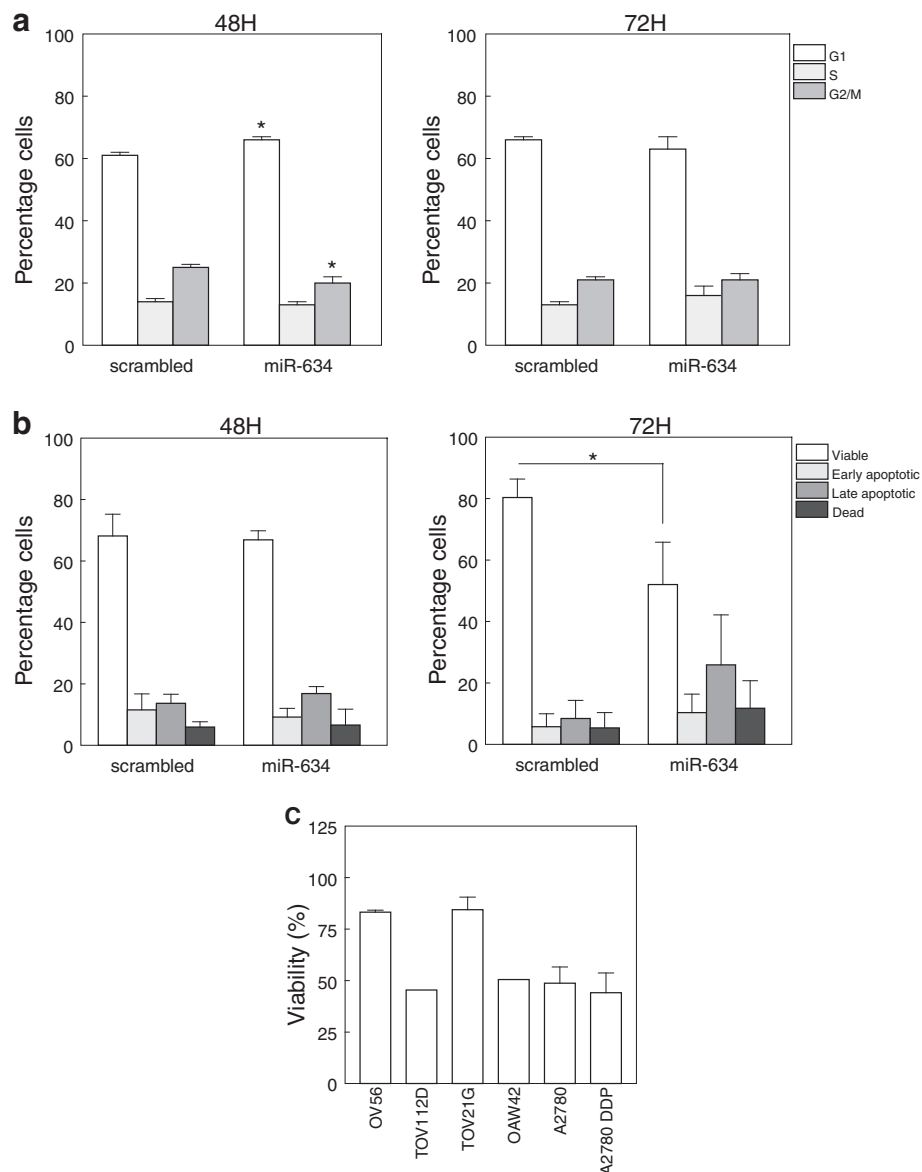 a
48H
72H
100
80
60
40
20
0
Percentage cells
*
*
scrambled
miR-634
100
80
60
40
20
0
Percentage cells
scrambled
miR-634
G1
S
G2/M
b
48H
72H
100
80
60
40
20
0
Percentage cells
scrambled
miR-634
100
80
60
40
20
0
Percentage cells
*
scrambled
miR-634
Viable
Early apoptotic
Late apoptotic
Dead
c
125
100
75
50
25
0
Viability (%)
OV56
TOV112D
TOV21G
OAW42
A2780
A2780 DDP